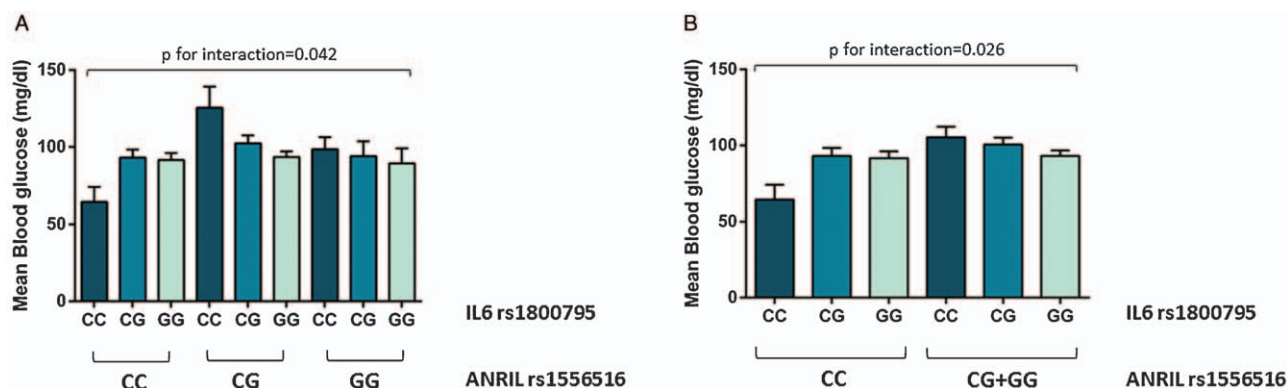 A
p for interaction=0.042
Mean Blood glucose (mg/dl)
150
100
50
0
CC CG GG CC CG GG CC CG GG
IL6 rs1800795
CC CG GG
ANRIL rs1556516
B
p for interaction=0.026
Mean Blood glucose (mg/dl)
150
100
50
0
CC CG GG CC CG GG
IL6 rs1800795
CC CG+GG
ANRIL rs1556516